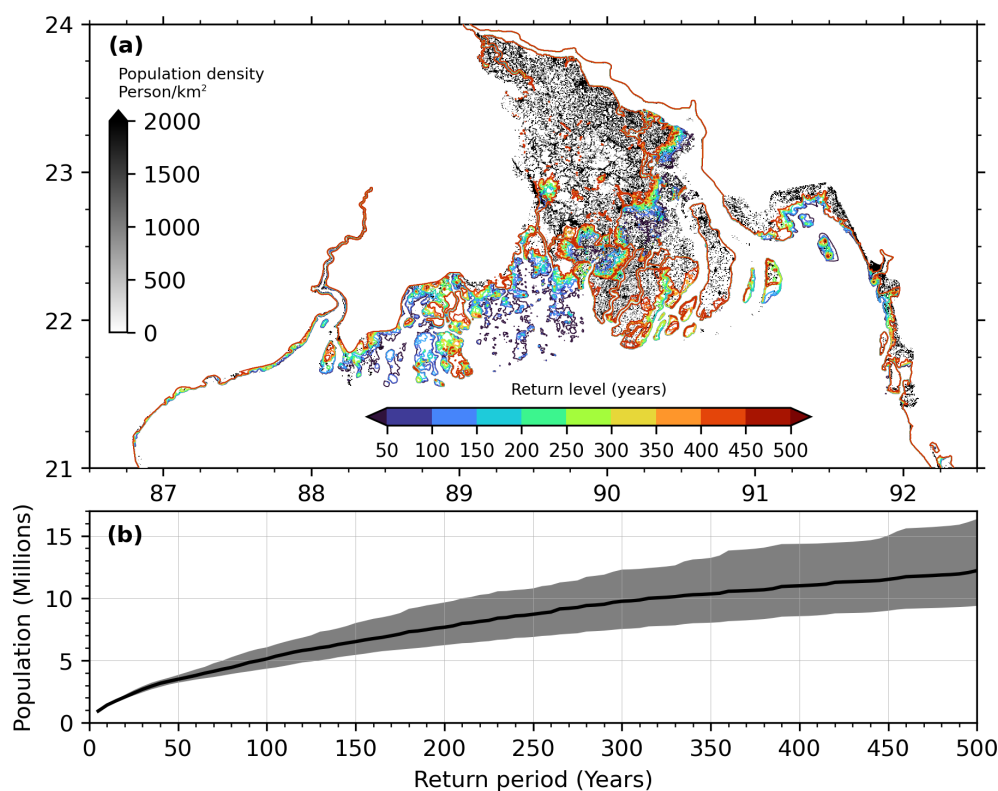 24
(a)
Population density
Person/km²
2000
1500
1000
500
0
23
22
21
Return level (years)
50 100 150 200 250 300 350 400 450 500
87 88 89 90 91 92
(b)
Population (Millions)
15
10
5
0
0 50 100 150 200 250 300 350 400 450 500
Return period (Years)